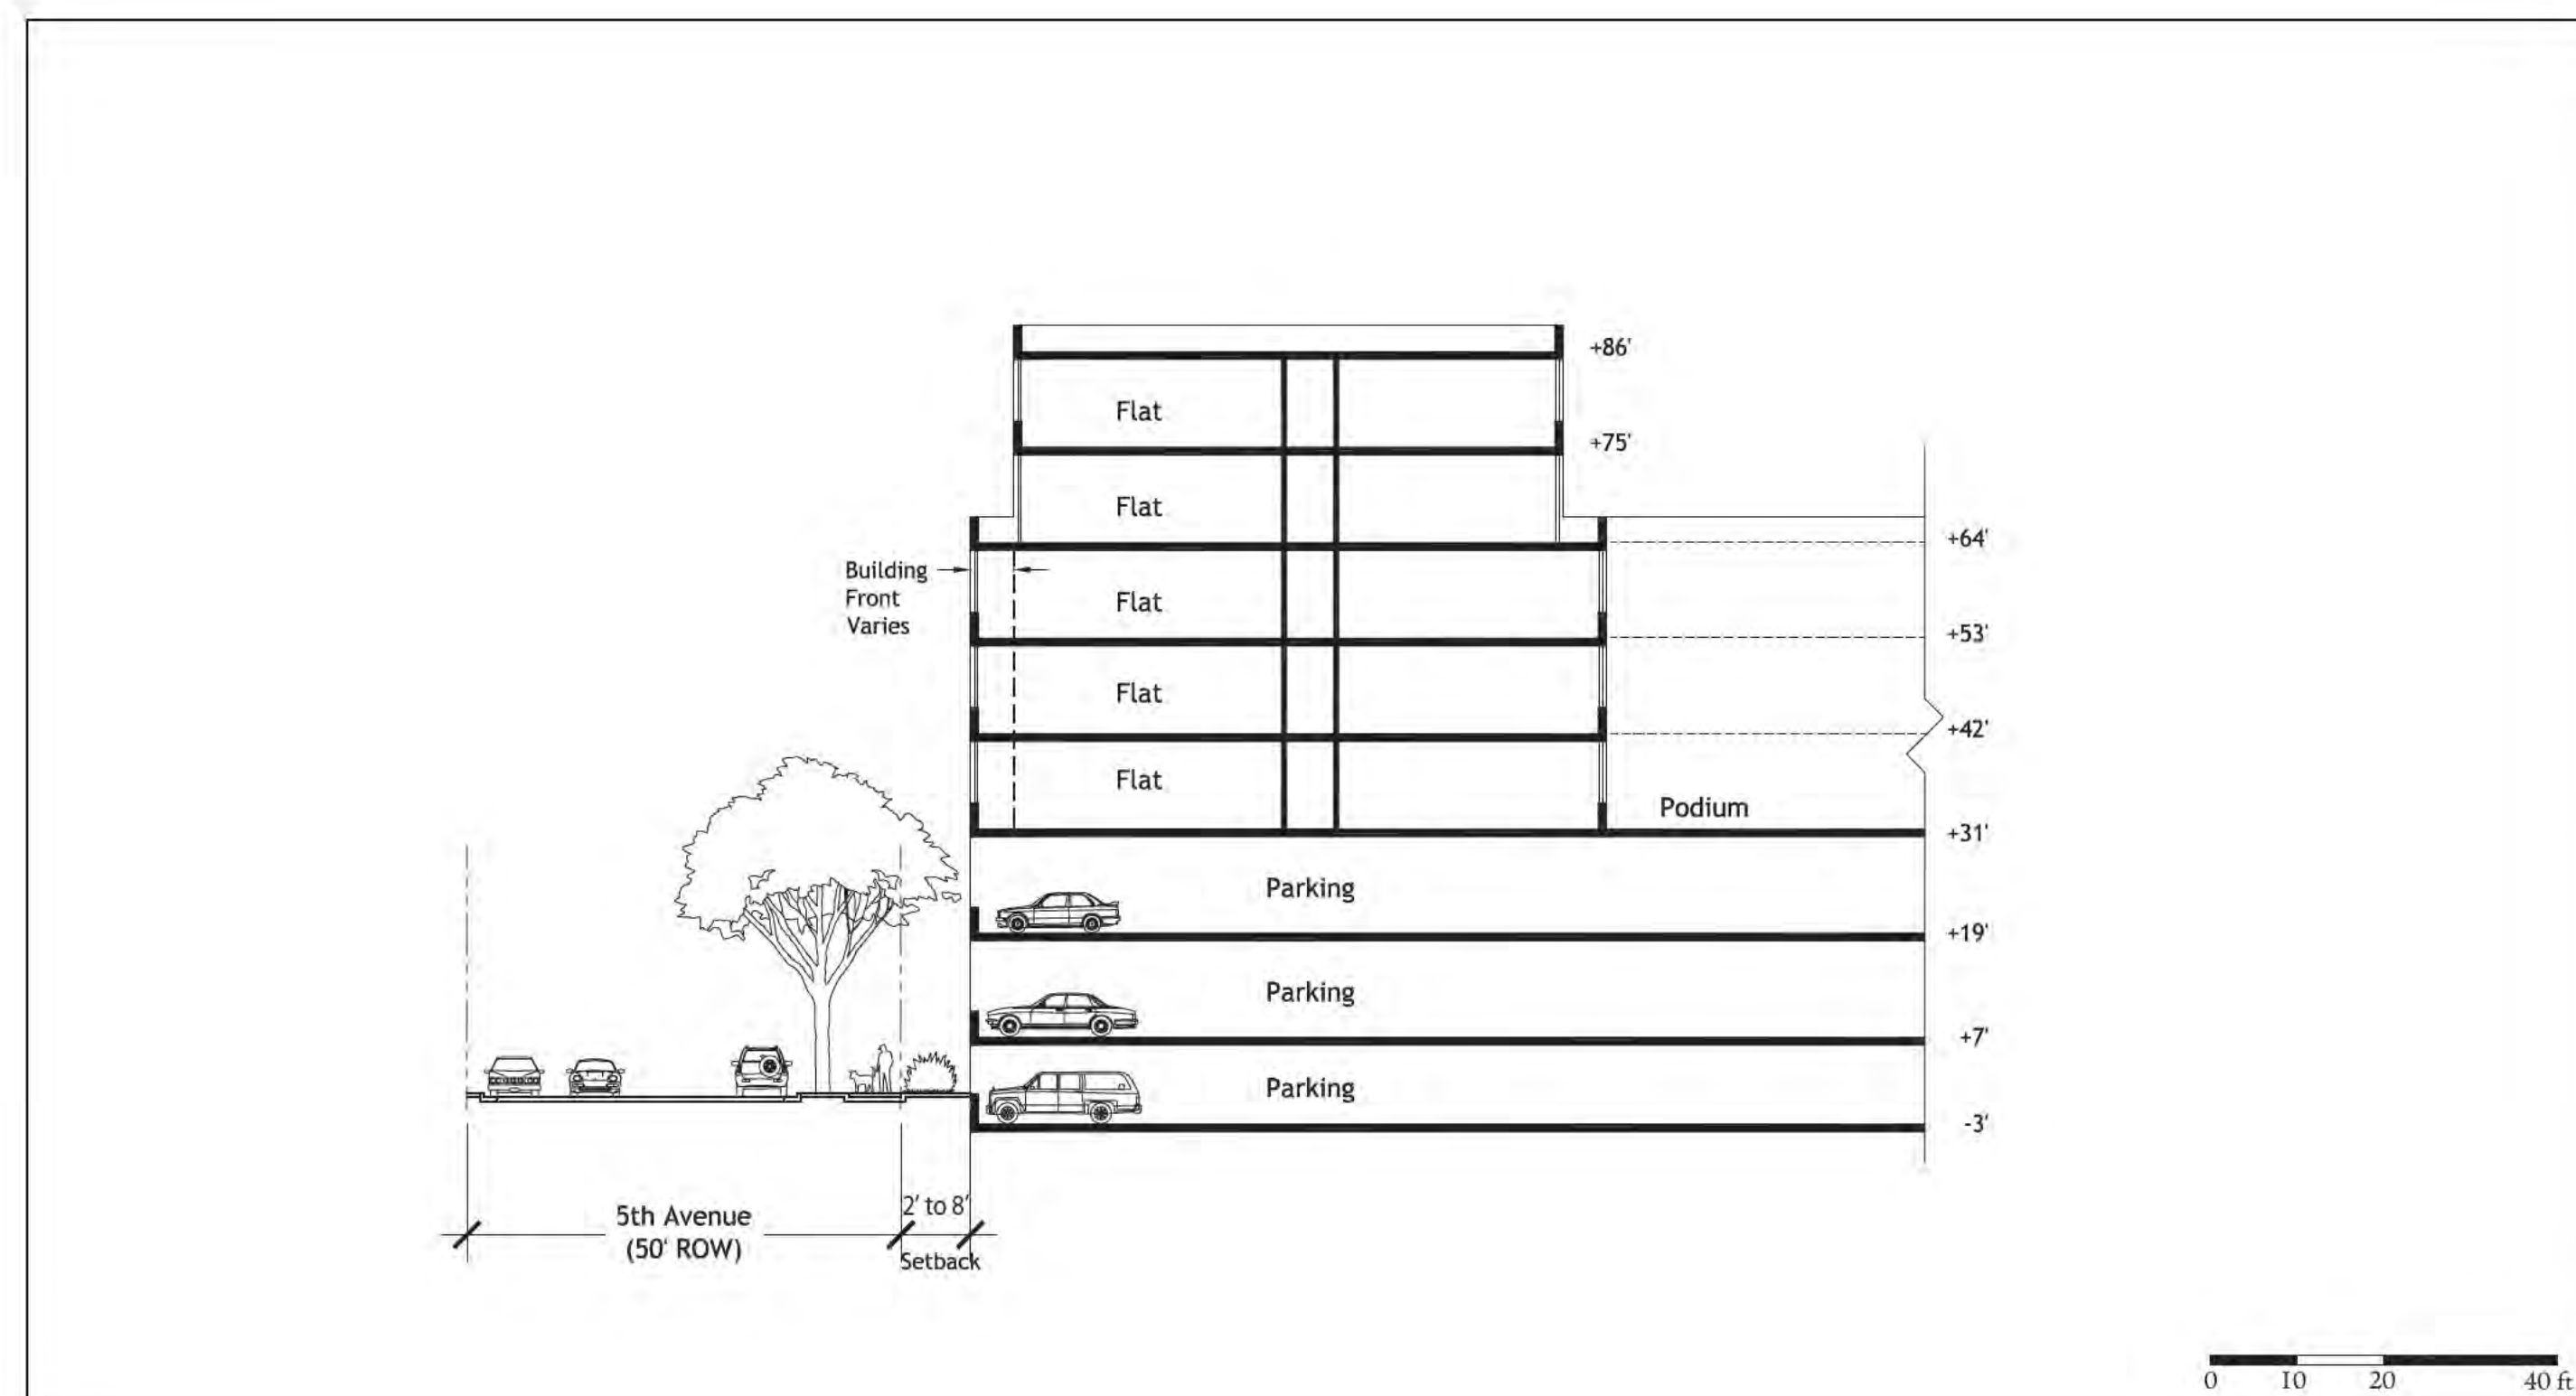 +86'
Flat
+75'
Flat
+64'
Building
Front
Varies
Flat
+53'
Flat
+42'
Flat
Podium
+31'
Parking
+19'
Parking
+7'
Parking
-3'
2' to 8'
5th Avenue
(50' ROW)
Setback
0 10 20 40 ft